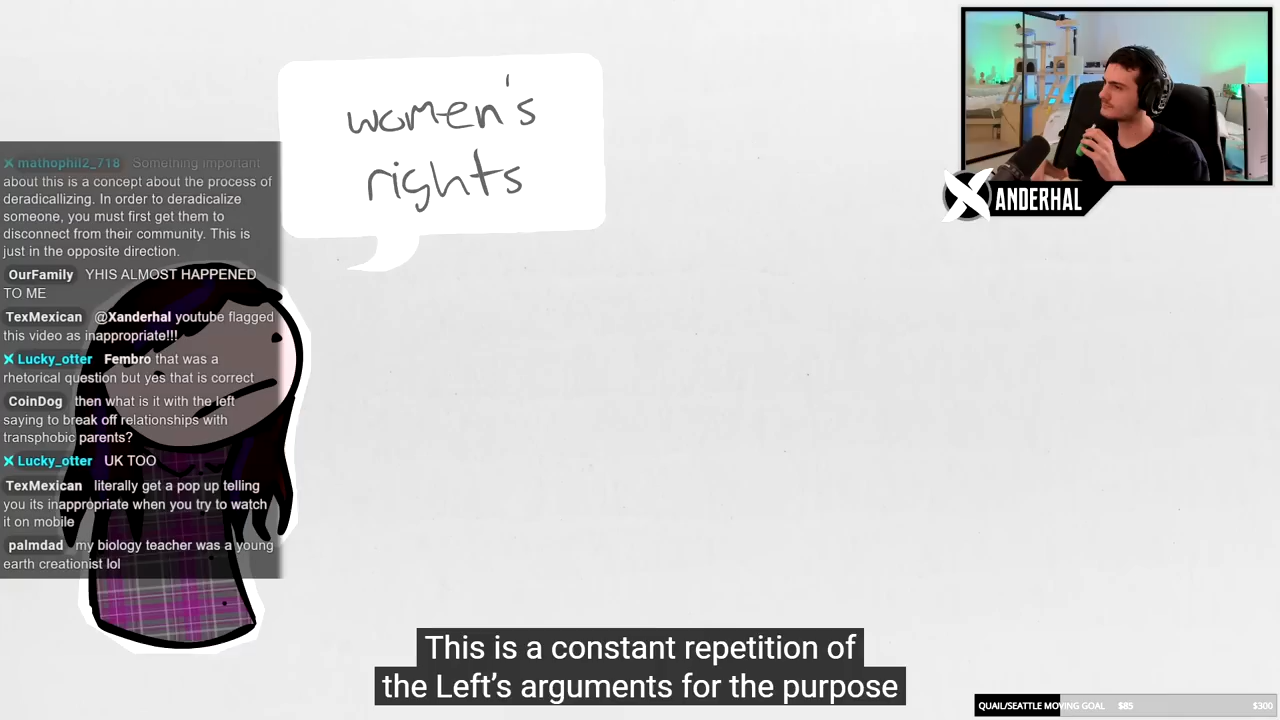 women's
rights
mathophil2_718 Something important
about this is a concept about the process of
deradicallizing. In order to deradicalize
someone, you must first get them to
disconnect from their community. This is
just in the opposite direction.
OurFamily YHIS ALMOST HAPPENED
TO ME
TexMexican @Xanderhal youtube flagged
this video as inappropriate!!!
Lucky_otter Fembro that was a
rhetorical question but yes that is correct
CoinDog then what is it with the left
saying to break off relationships with
transphobic parents?
Lucky_otter UK TOO
TexMexican literally get a pop up telling
you its inappropriate when you try to watch
it on mobile
palmdad my biology teacher was a young
earth creationist lol
XANDERHAL
This is a constant repetition of
the Left’s arguments for the purpose
QUAIL/SEATTLE MOVING GOAL $85 $300